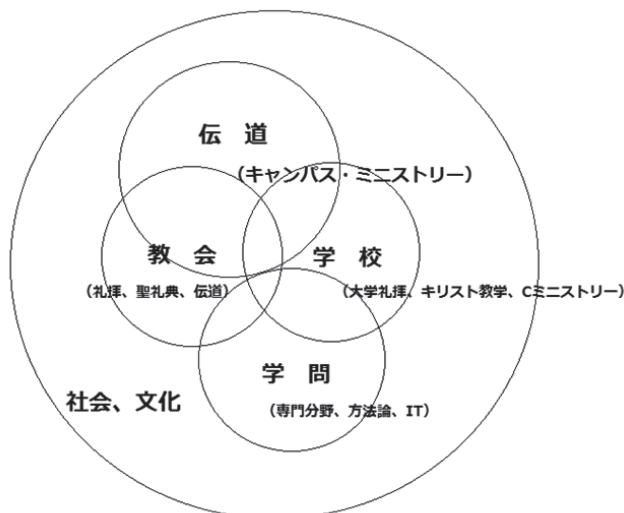 伝　道
（キャンパス・ミニストリー）
教　会
（礼拝、聖礼典、伝道）
学　校
（大学礼拝、キリスト教学、Cミニストリー）
学　問
（専門分野、方法論、IT）
社会、文化